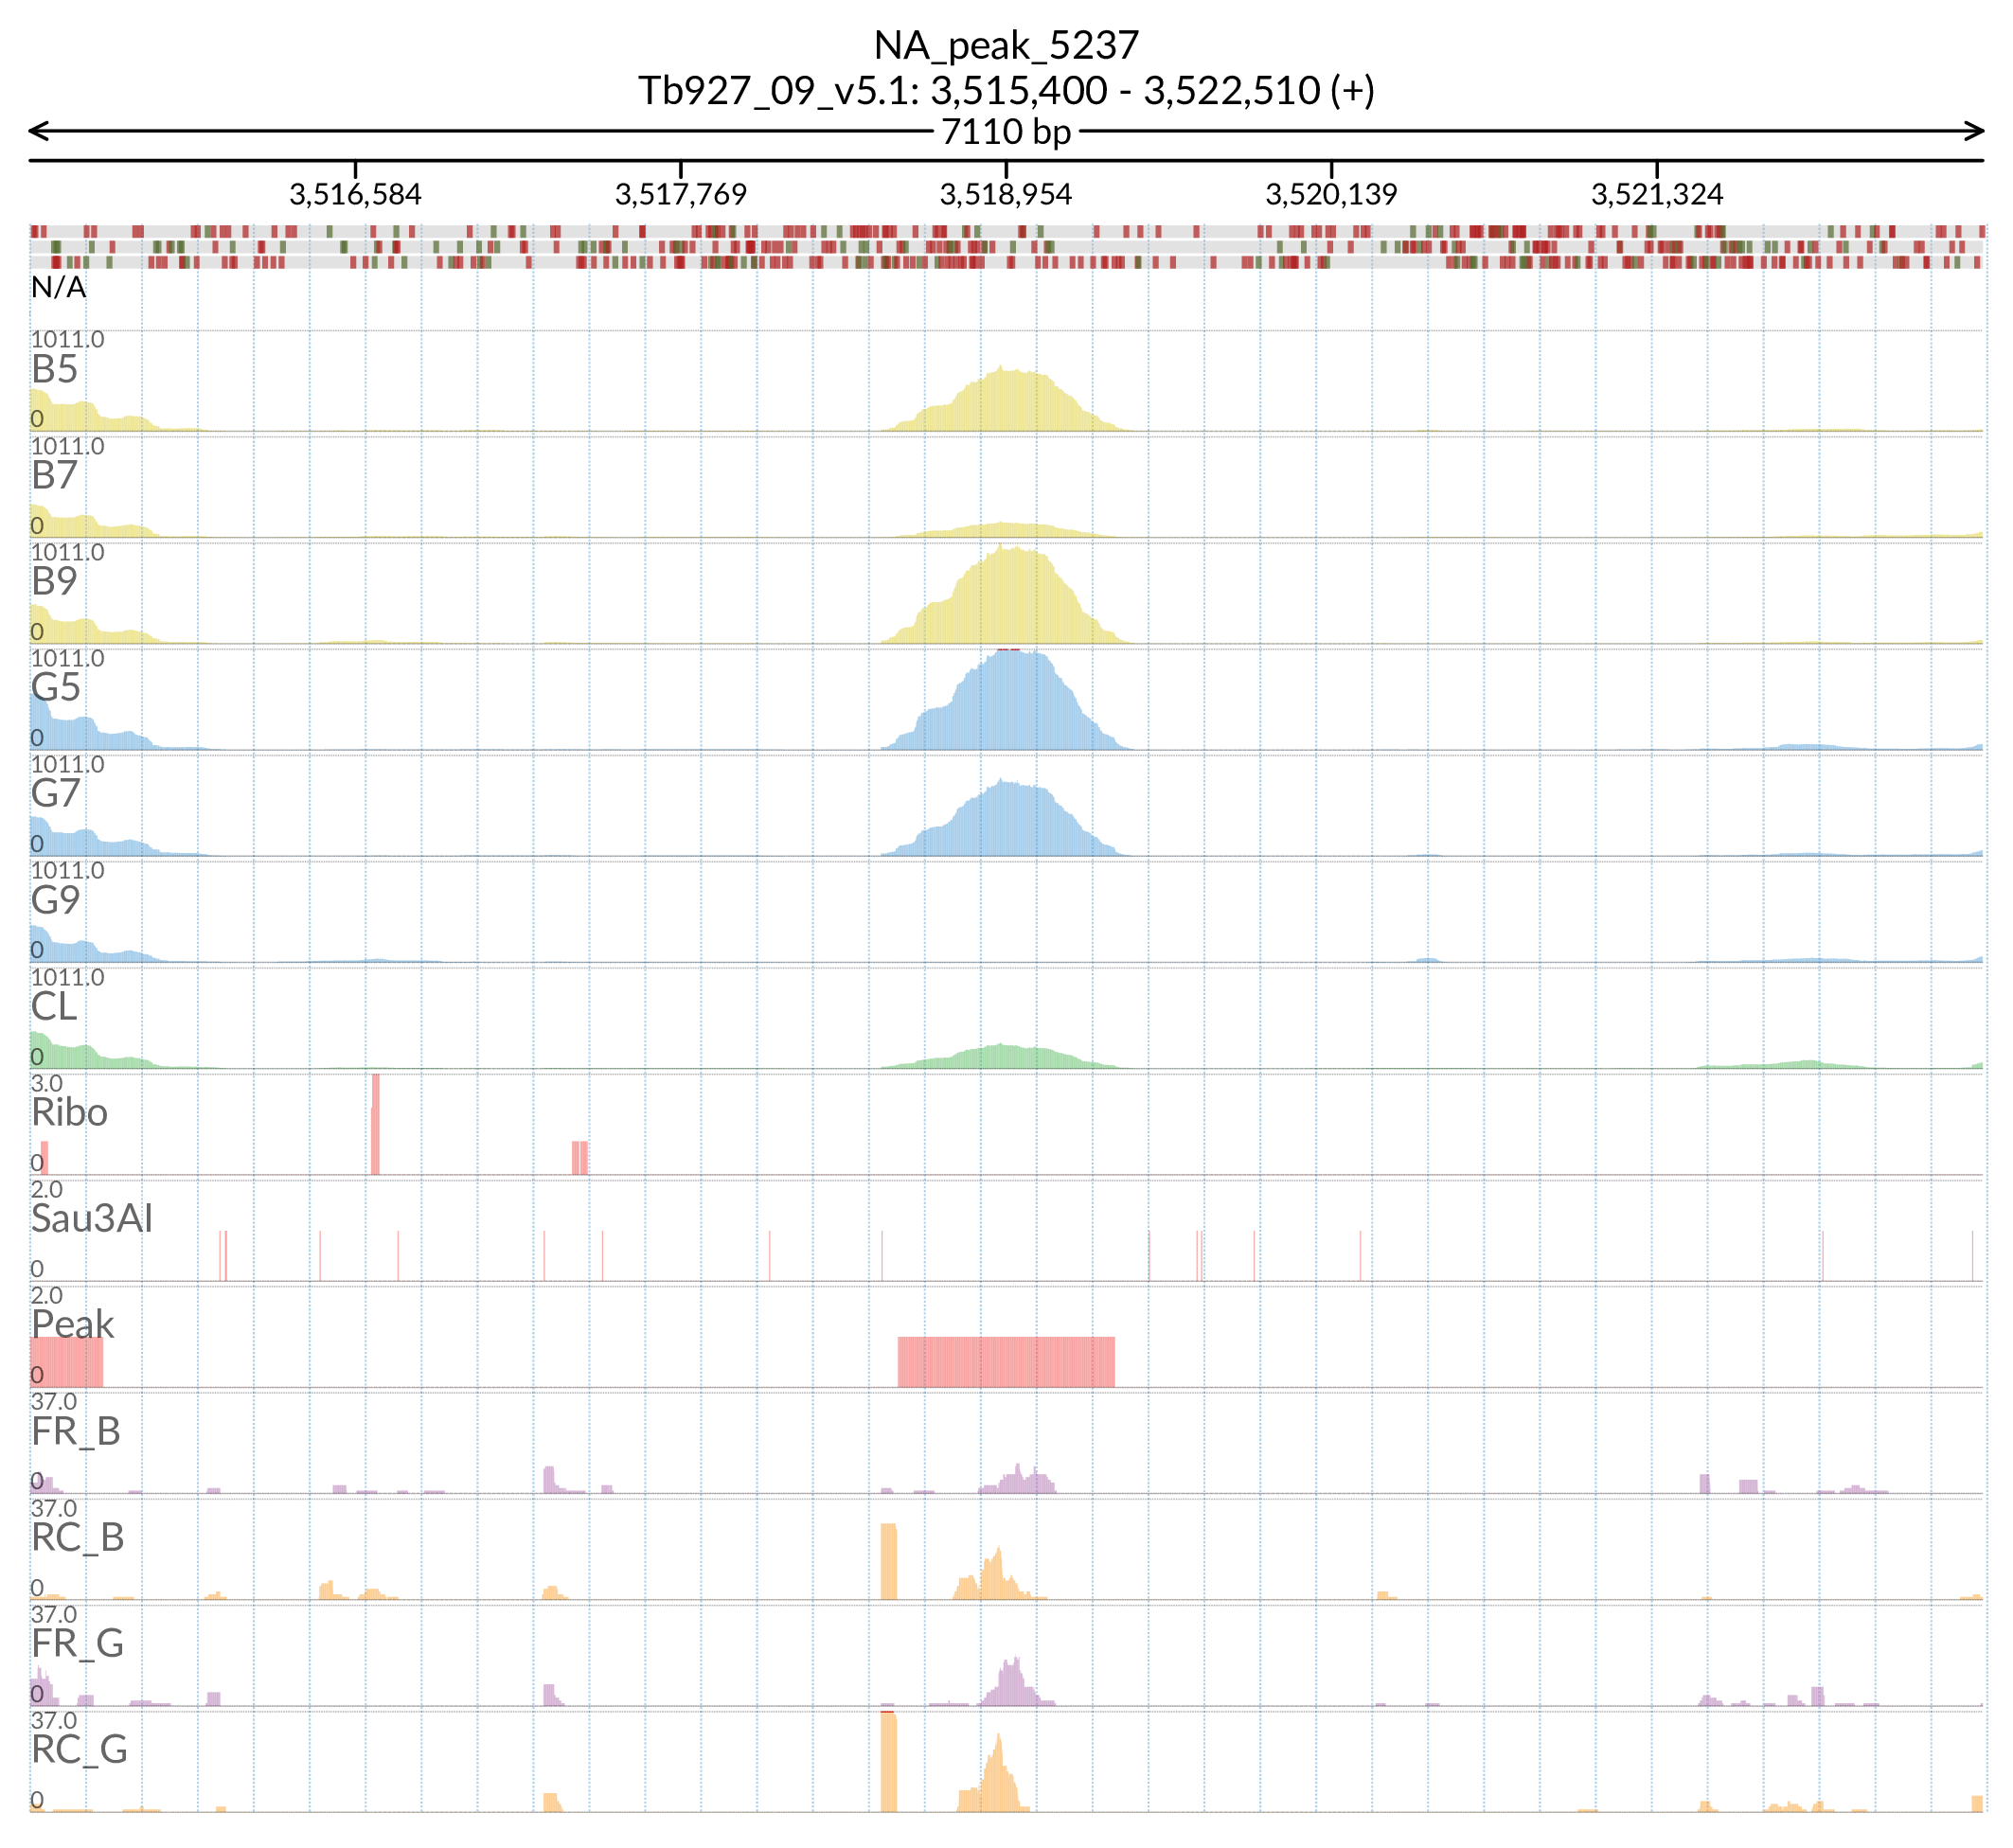 NA_peak_5237
Tb927_09_v5.1: 3,515,400 - 3,522,510 (+)
7110 bp
3,516,584 3,517,769 3,518,954 3,520,139 3,521,324
N/A
1011.0
B5
0
1011.0
B7
0
1011.0
B9
0
1011.0
G5
0
1011.0
G7
0
1011.0
G9
0
1011.0
CL
0
3.0
Ribo
0
2.0
Sau3AI
0
2.0
Peak
0
37.0
FR_B
0
37.0
RC_B
0
37.0
FR_G
0
37.0
RC_G
0